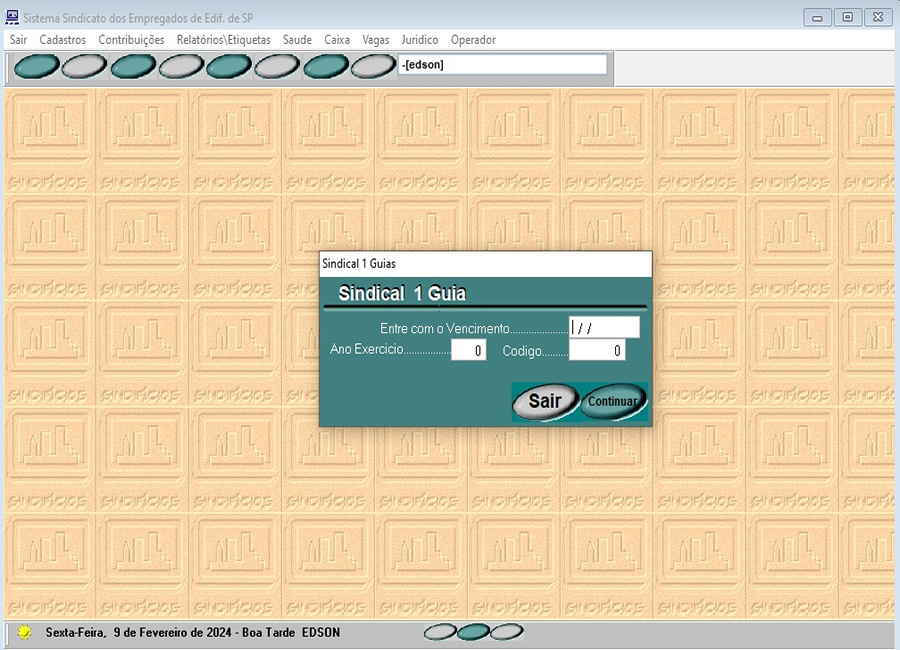 Sistema Sindicato dos Empregados de Edif. de SP
Sair Cadastros Contribuições Relatórios\Etiquetas Saude Caixa Vagas Juridico Operador
-[edson]
Sindical 1 Guias
Sindical 1 Guia
Entre com o Vencimento.................... / /
Ano Exercicio................ 0 Codigo......... 0
Sair Continuar
SINDIFÍCIOS
Sexta-Feira, 9 de Fevereiro de 2024 - Boa Tarde EDSON